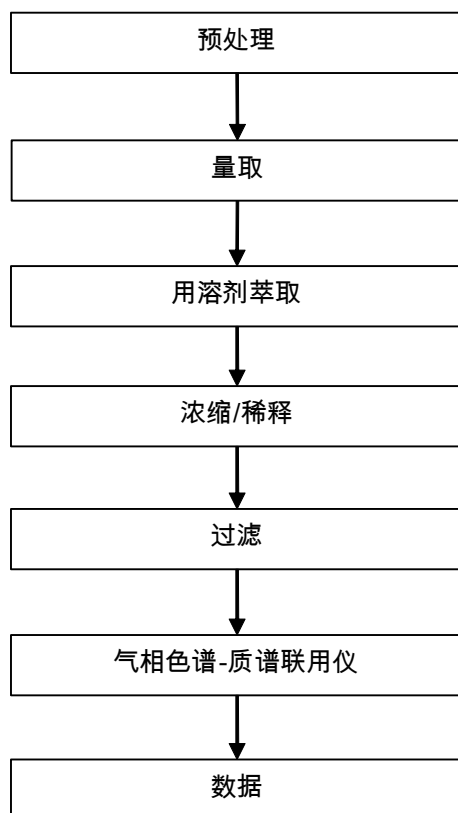 预处理
量取
用溶剂萃取
浓缩/稀释
过滤
气相色谱-质谱联用仪
数据